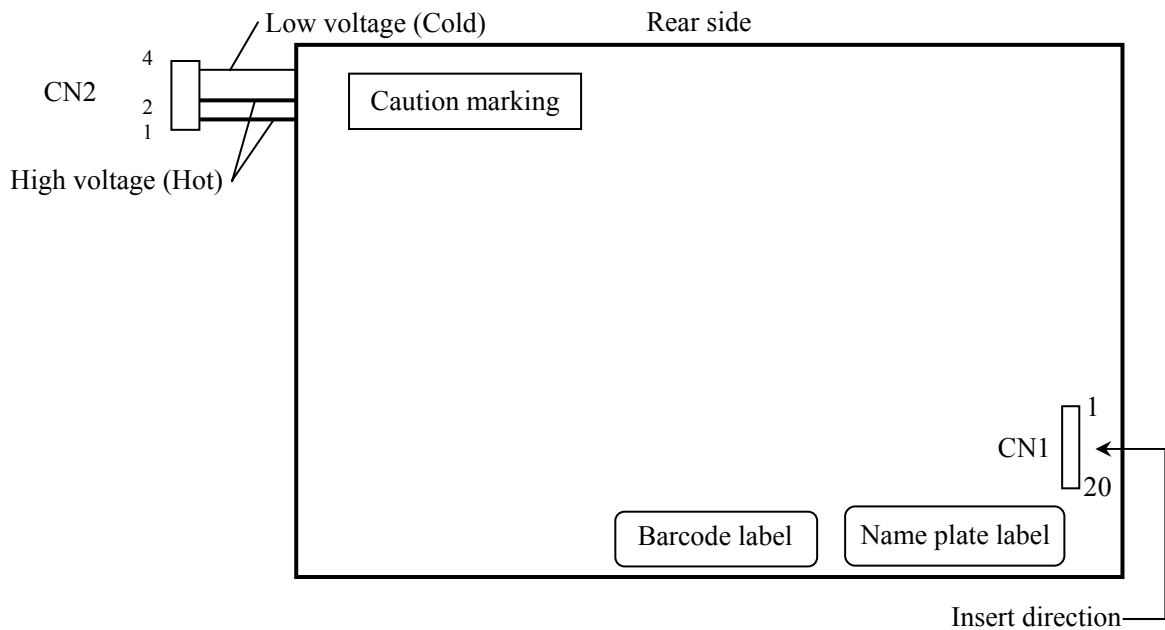 Low voltage (Cold)
Rear side
4
CN2
2
1
Caution marking
High voltage (Hot)
1
CN1
20
Barcode label
Name plate label
Insert direction